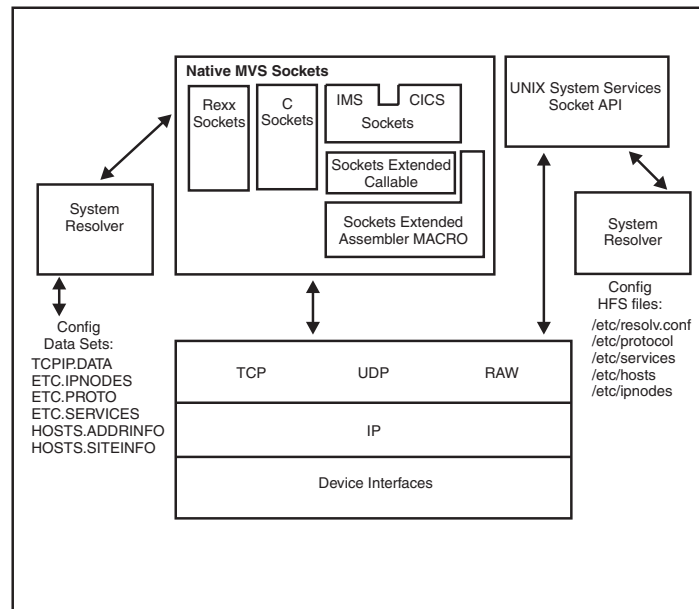 Native MVS Sockets
Rexx
Sockets
C
Sockets
IMS CICS
Sockets
Sockets Extended
Callable
Sockets Extended
Assembler MACRO
UNIX System Services
Socket API
System
Resolver
System
Resolver
Config
Data Sets:
TCPIP.DATA
ETC.IPNODES
ETC.PROTO
ETC.SERVICES
HOSTS.ADDRINFO
HOSTS.SITEINFO
Config
HFS files:
/etc/resolv.conf
/etc/protocol
/etc/services
/etc/hosts
/etc/ipnodes
TCP UDP RAW
IP
Device Interfaces